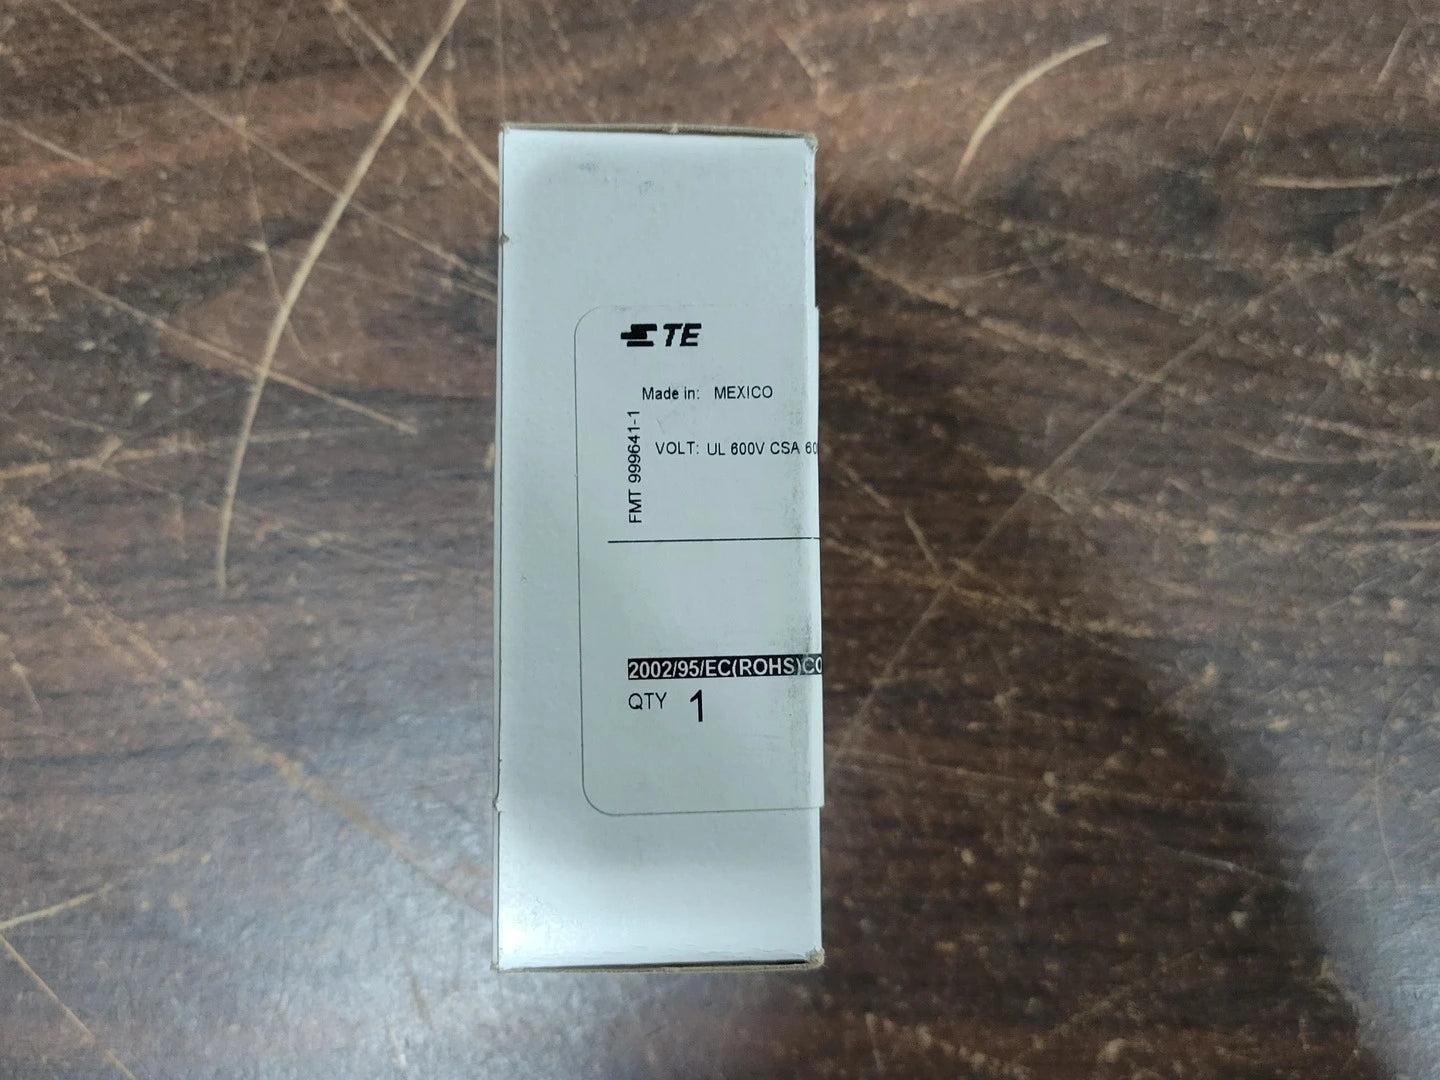 TE
Made in: MEXICO
FMT 999641-1
VOLT: UL 600V CSA 60
2002/95/EC(ROHS)CO
QTY 1